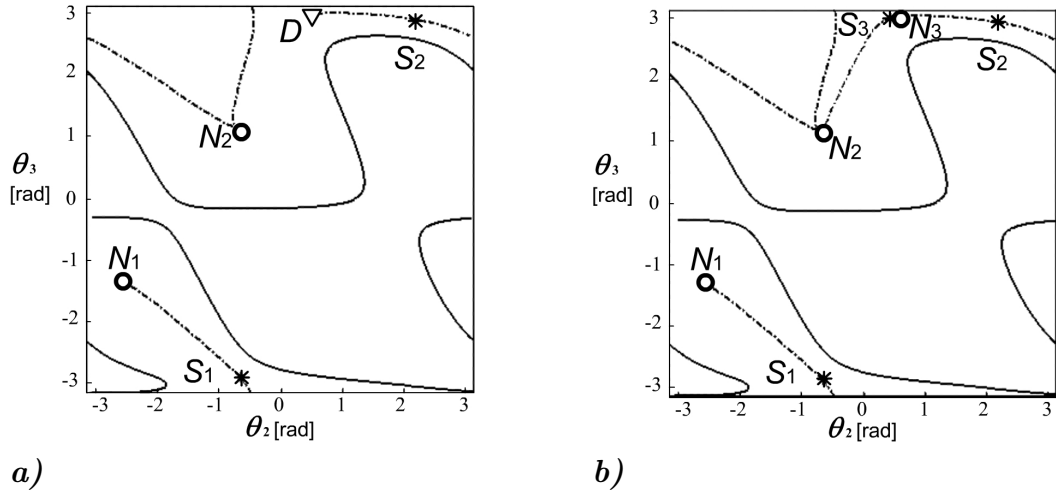 3
2
1
0
-1
-2
-3
θ3
[rad]
D
S2
N2
N1
S1
-3 -2 -1 0 1 2 3
θ2 [rad]
a)
3
2
1
0
-1
-2
-3
θ3
[rad]
S3
N3
S2
N2
N1
S1
-3 -2 -1 0 1 2 3
θ2 [rad]
b)